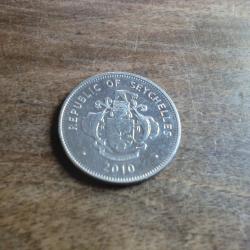 REPUBLIC OF SEYCHELLES
2010